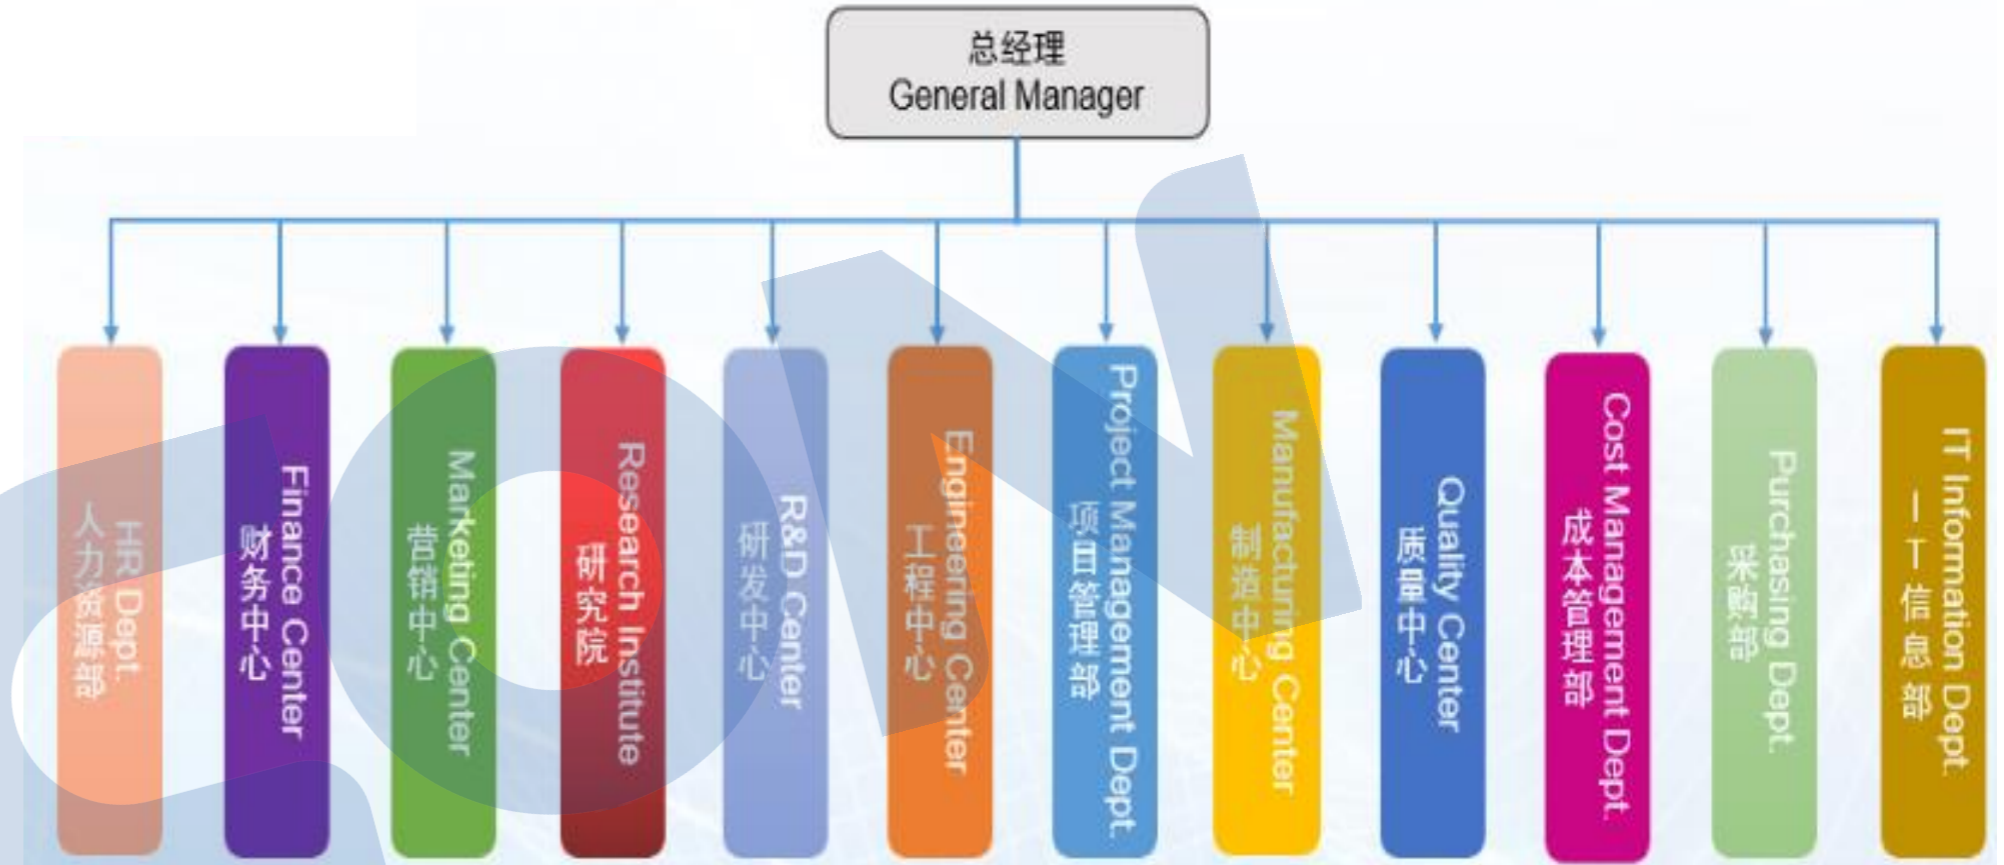 总经理
General Manager
HR Dept.
人力资源部
Finance Center
财务中心
Marketing Center
营销中心
Research Institute
研究院
R&D Center
研发中心
Engineering Center
工程中心
Project Management Dept.
项目管理部
Manufacturing Center
制造中心
Quality Center
质量中心
Cost Management Dept.
成本管理部
Purchasing Dept.
采购部
IT Information Dept.
IT信息部